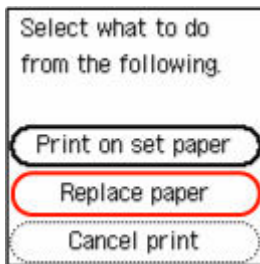 Select what to do
from the following.
Print on set paper
Replace paper
Cancel print